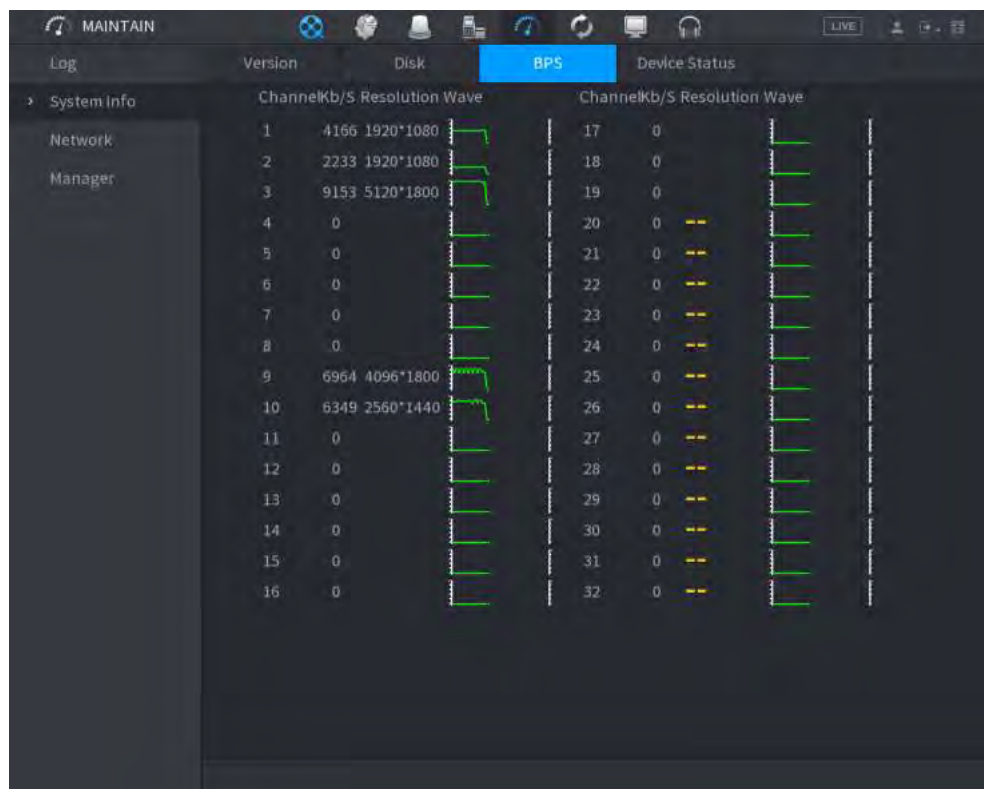 MAINTAIN LIVE
Log Version Disk BPS Device Status
System Info ChannelKb/S Resolution Wave ChannelKb/S Resolution Wave
Network
Manager
1 4166 1920*1080 17 0
2 2233 1920*1080 18 0
3 9153 5120*1800 19 0
4 0 20 0 --
5 0 21 0 --
6 0 22 0 --
7 0 23 0 --
8 0 24 0 --
9 6964 4096*1800 25 0 --
10 6349 2560*1440 26 0 --
11 0 27 0 --
12 0 28 0 --
13 0 29 0 --
14 0 30 0 --
15 0 31 0 --
16 0 32 0 --